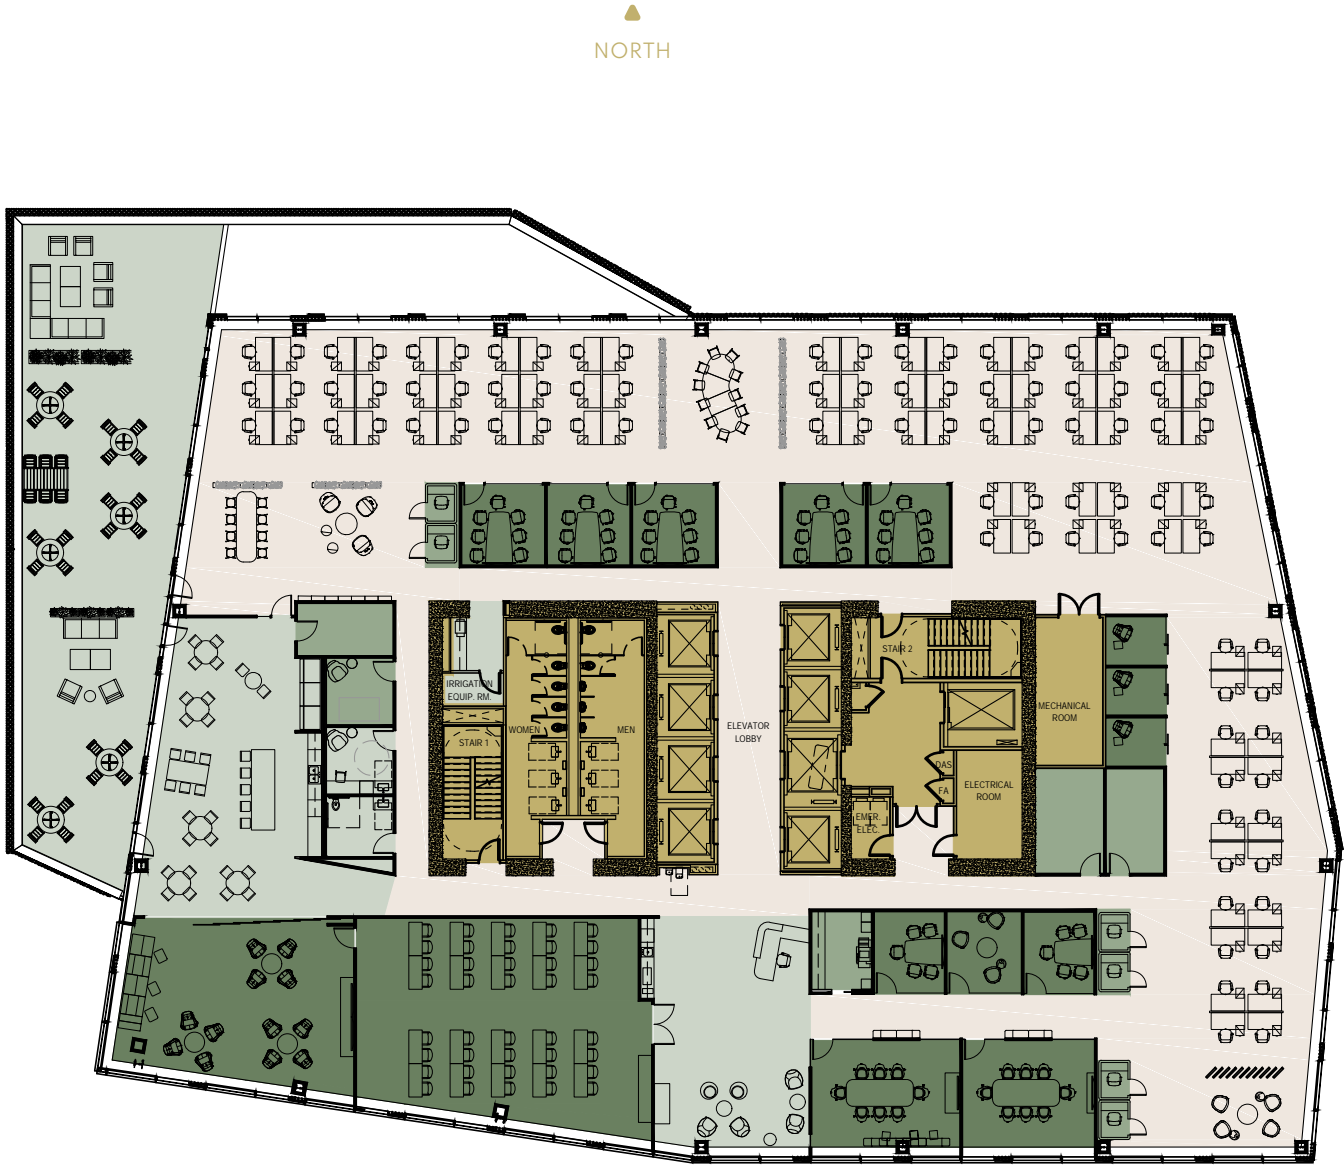 NORTH
STAIR 2
IRRIGATION
EQUIP. RM.
WOMEN
MEN
ELEVATOR
LOBBY
MECHANICAL
ROOM
STAIR 1
DAS
FA
ELECTRICAL
ROOM
EMER.
ELEC.